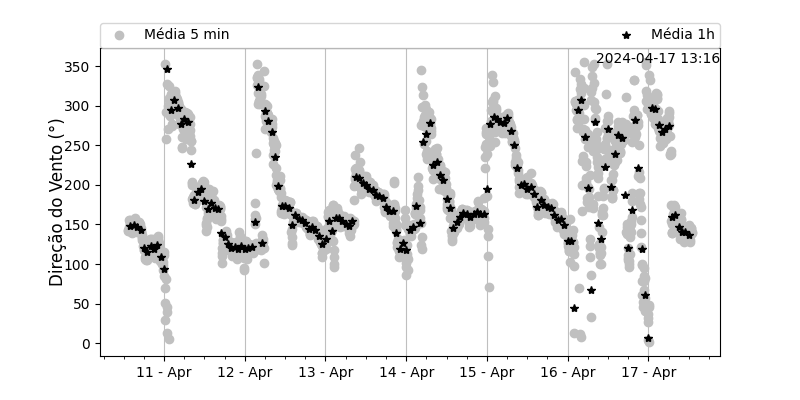 Média 5 min
Média 1h
2024-04-17 13:16
Direção do Vento (°)
350
300
250
200
150
100
50
0
11 - Apr
12 - Apr
13 - Apr
14 - Apr
15 - Apr
16 - Apr
17 - Apr